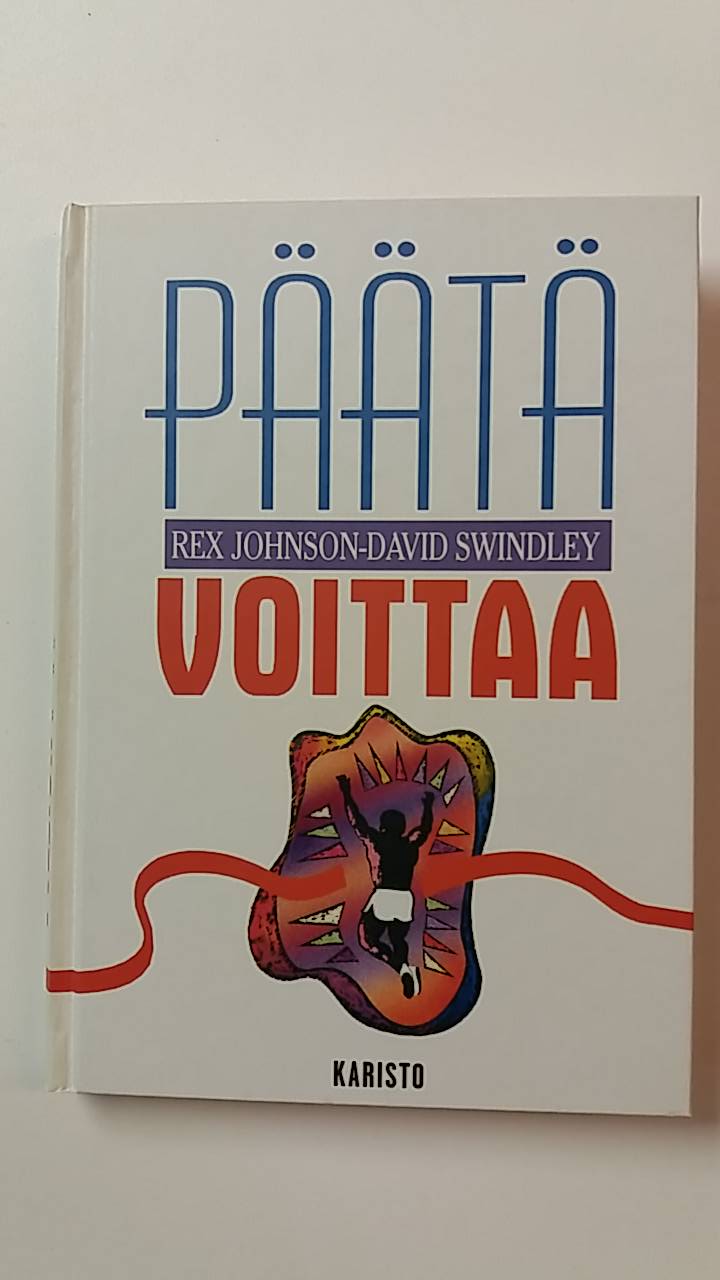 PÄÄTÄ
REX JOHNSON-DAVID SWINDLEY
VOITTAA
KARISTO